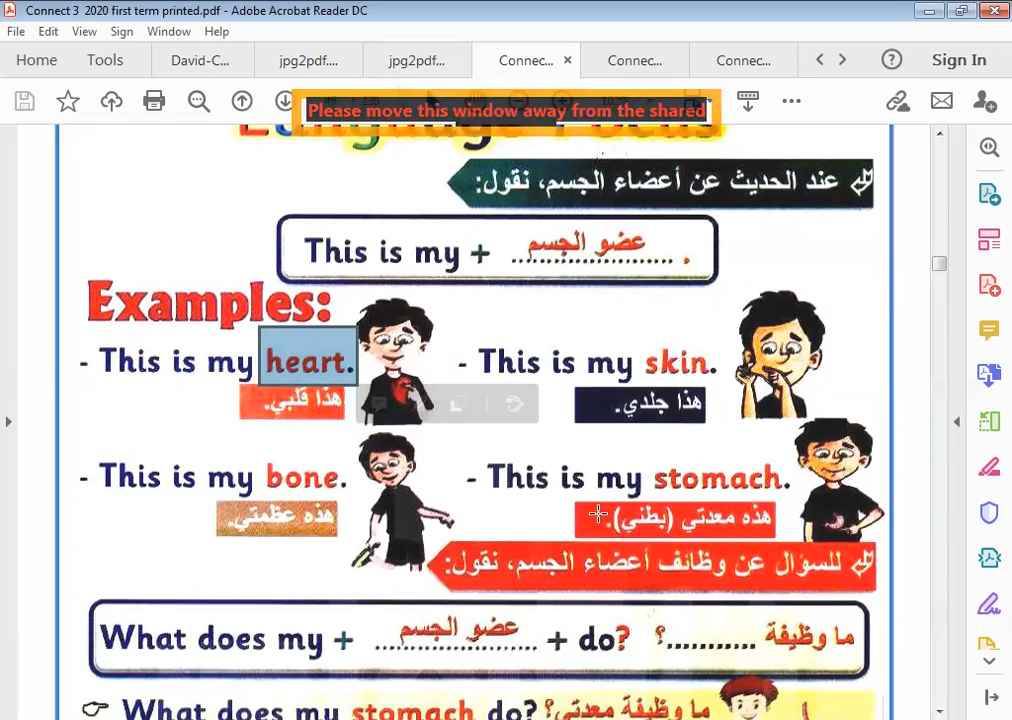 Connect 3 2020 first term printed.pdf - Adobe Acrobat Reader DC
File Edit View Sign Window Help
Home Tools David-C... jpg2pdf.... jpg2pdf.... Connec... × Connec... Connec... Sign In
Please move this window away from the shared
Language Focus
عند الحديث عن أعضاء الجسم، نقول:
This is my + عضو الجسم .
Examples:
- This is my heart.
هذا قلبي.
- This is my skin.
هذا جلدي.
- This is my bone.
هذه عظمتي.
- This is my stomach.
هذه معدتي (بطني).
للسؤال عن وظائف أعضاء الجسم، نقول:
What does my + عضو الجسم + do? ما وظيفة ...........؟
What does my stomach do? ما وظيفة معدتي؟